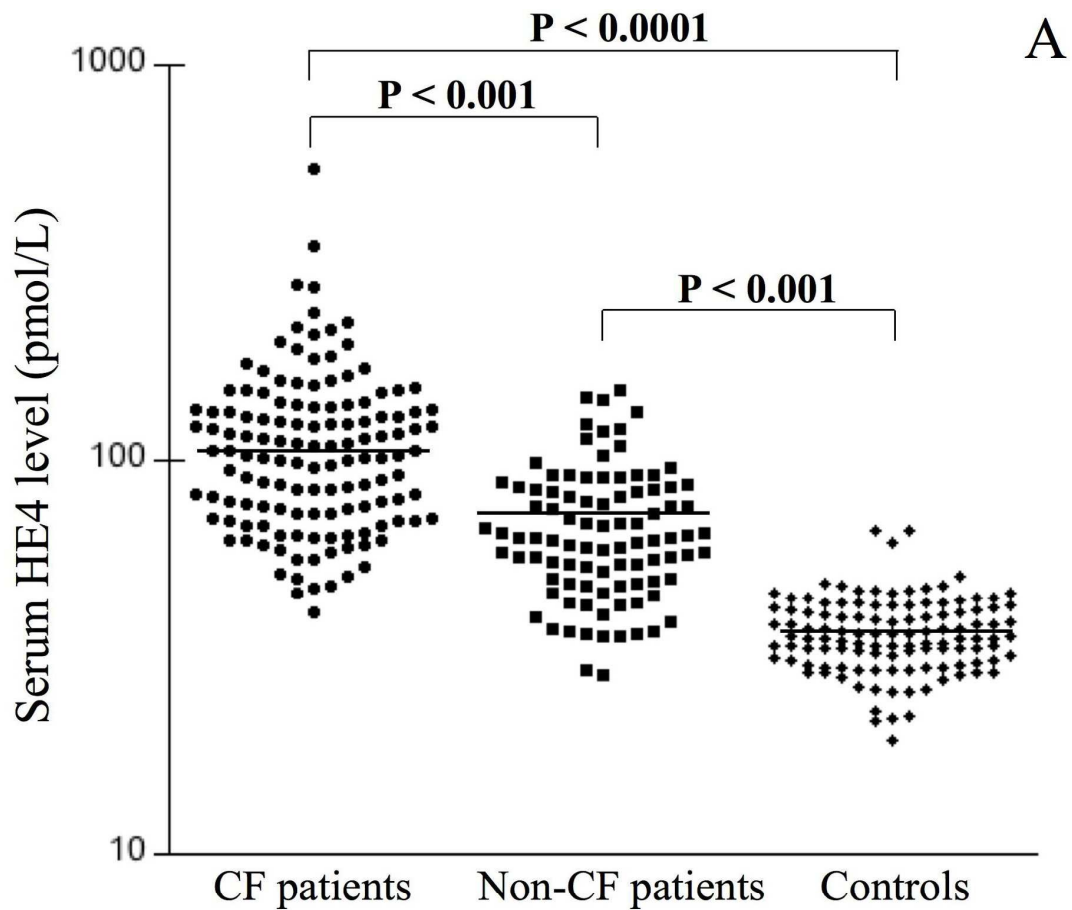 P < 0.0001
A
1000
P < 0.001
P < 0.001
Serum HE4 level (pmol/L)
100
10
CF patients
Non-CF patients
Controls